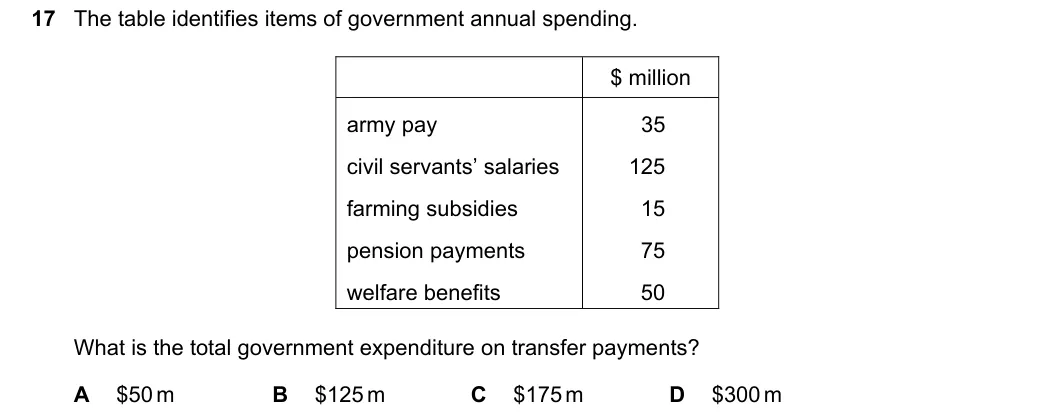 17 The table identifies items of government annual spending.
$ million
army pay 35
civil servants’ salaries 125
farming subsidies 15
pension payments 75
welfare benefits 50
What is the total government expenditure on transfer payments?
A $50 m B $125 m C $175 m D $300 m